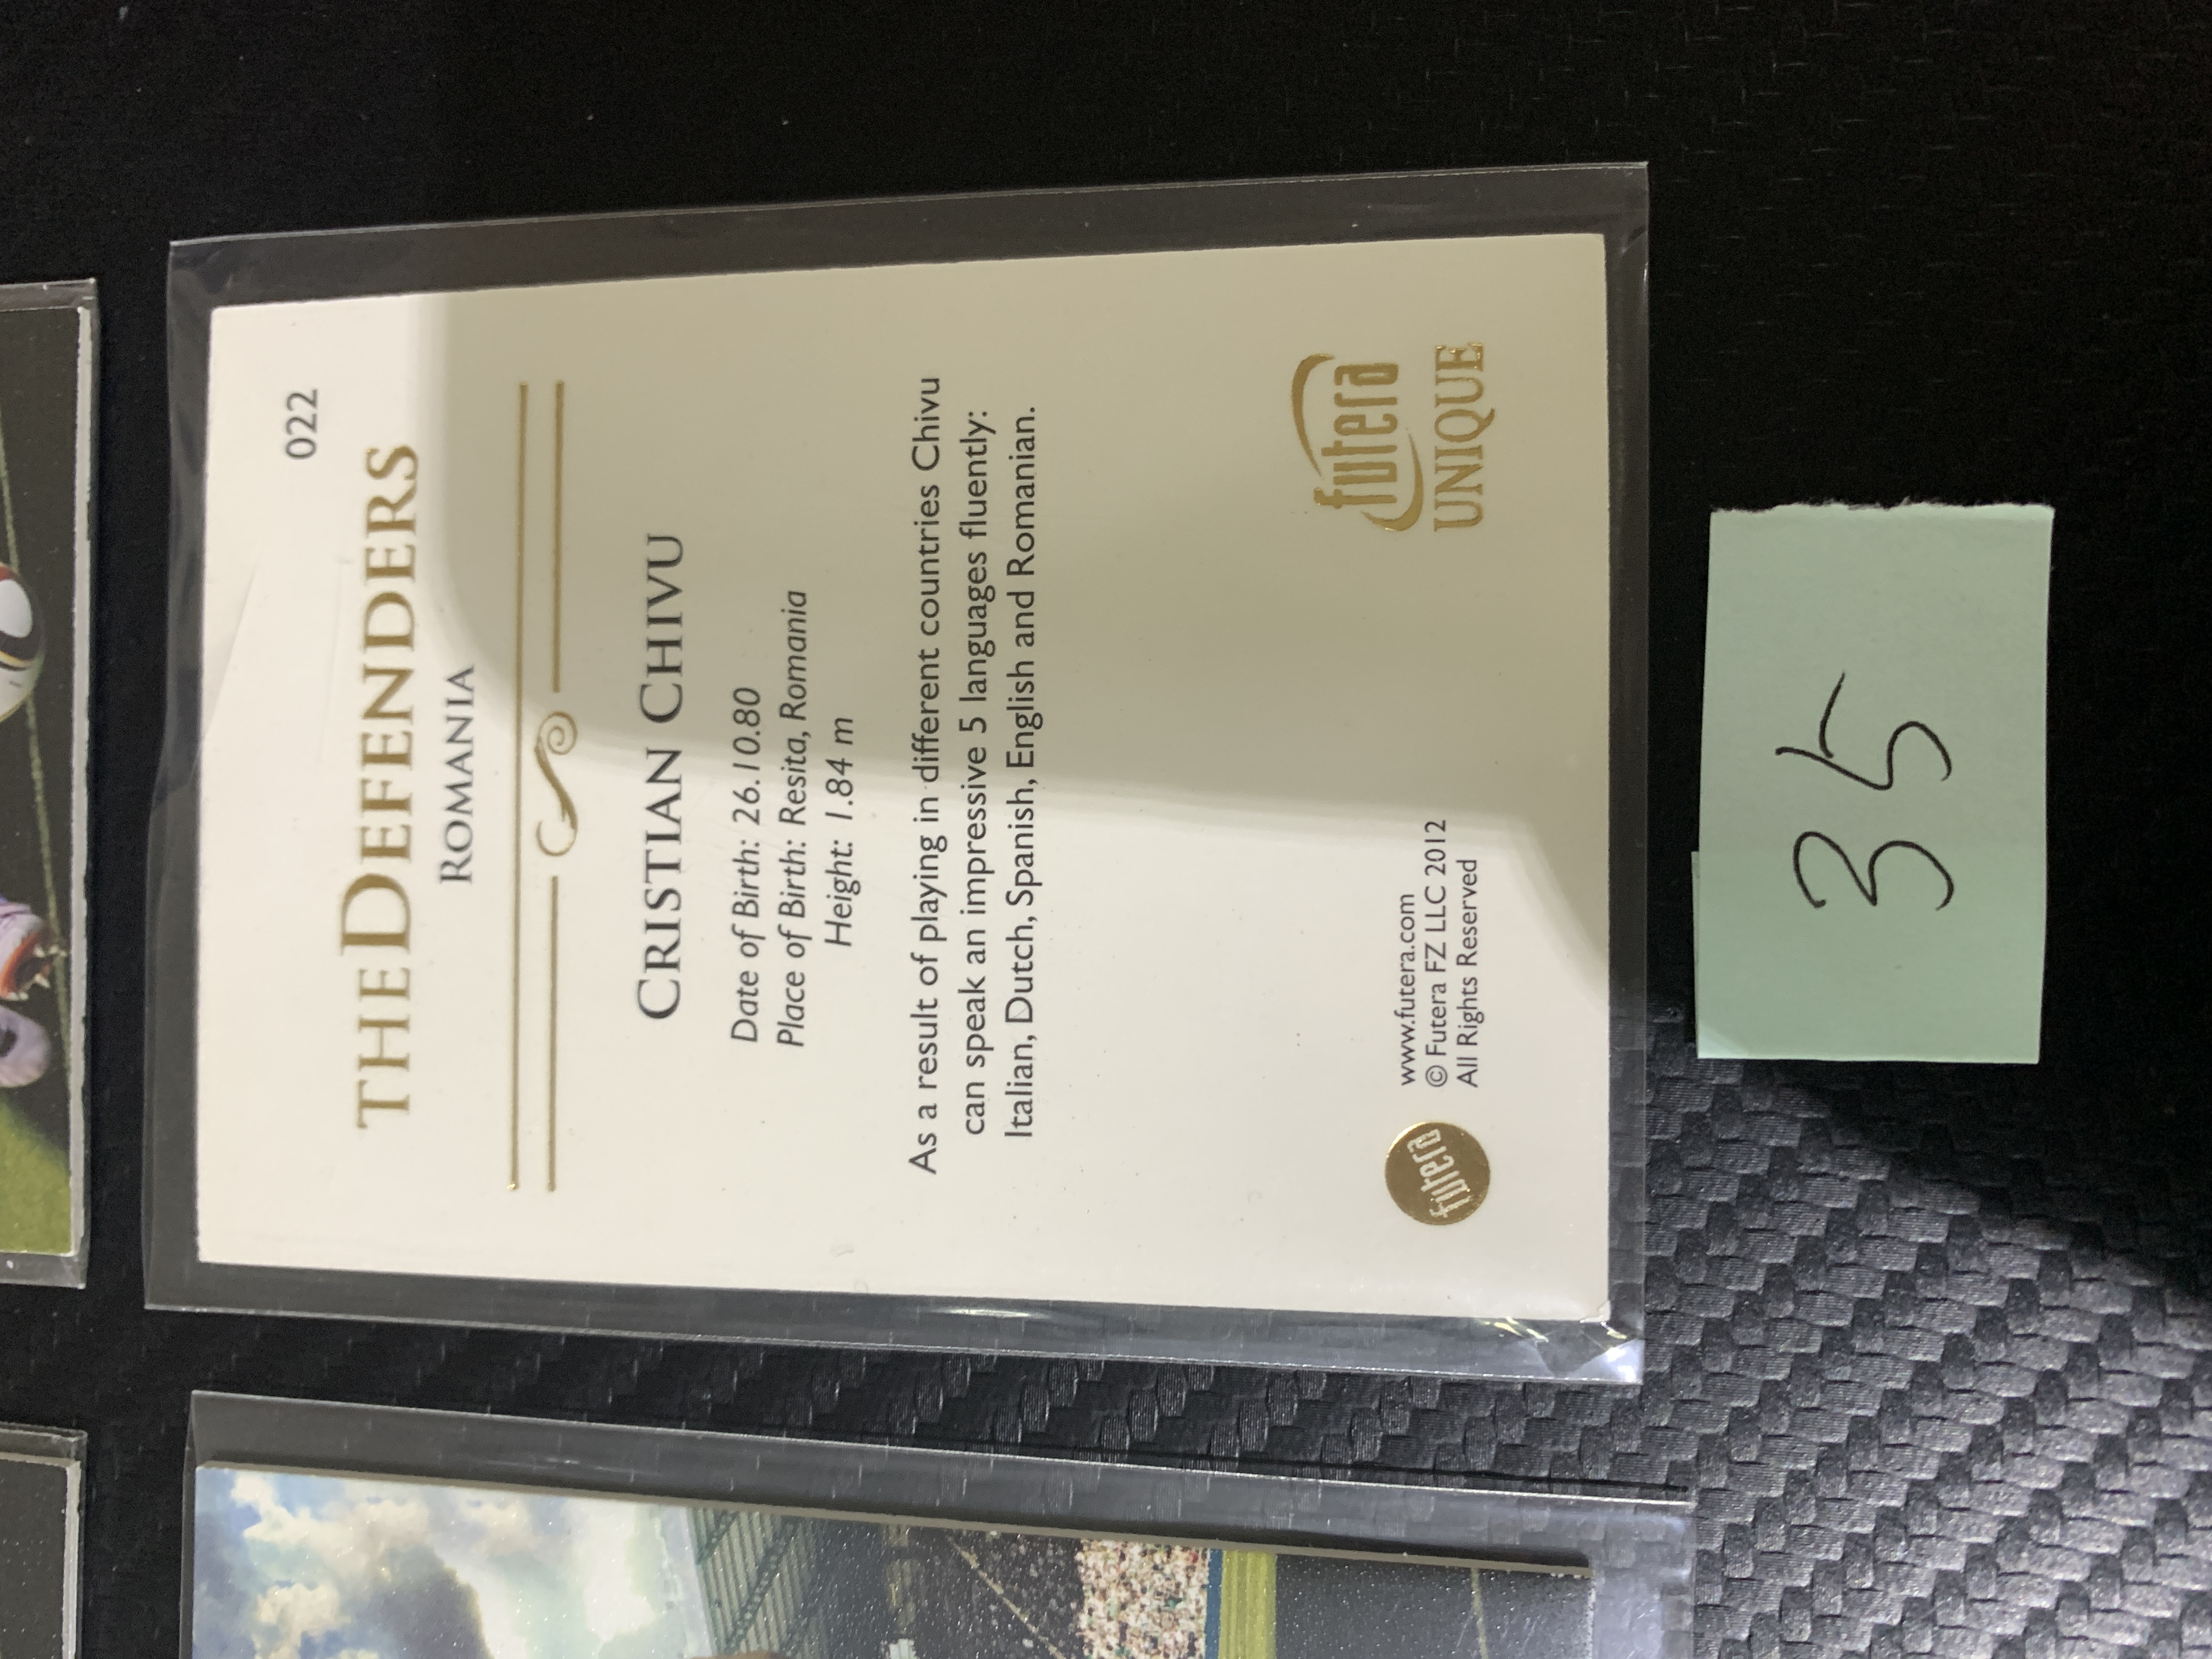 022
THE DEFENDERS
ROMANIA
CRISTIAN CHIVU
Date of Birth: 26.10.80
Place of Birth: Resita, Romania
Height: 1.84 m
As a result of playing in different countries Chivu
can speak an impressive 5 languages fluently:
Italian, Dutch, Spanish, English and Romanian.
futera
www.futera.com
© Futera FZ LLC 2012
All Rights Reserved
futera
UNIQUE
35